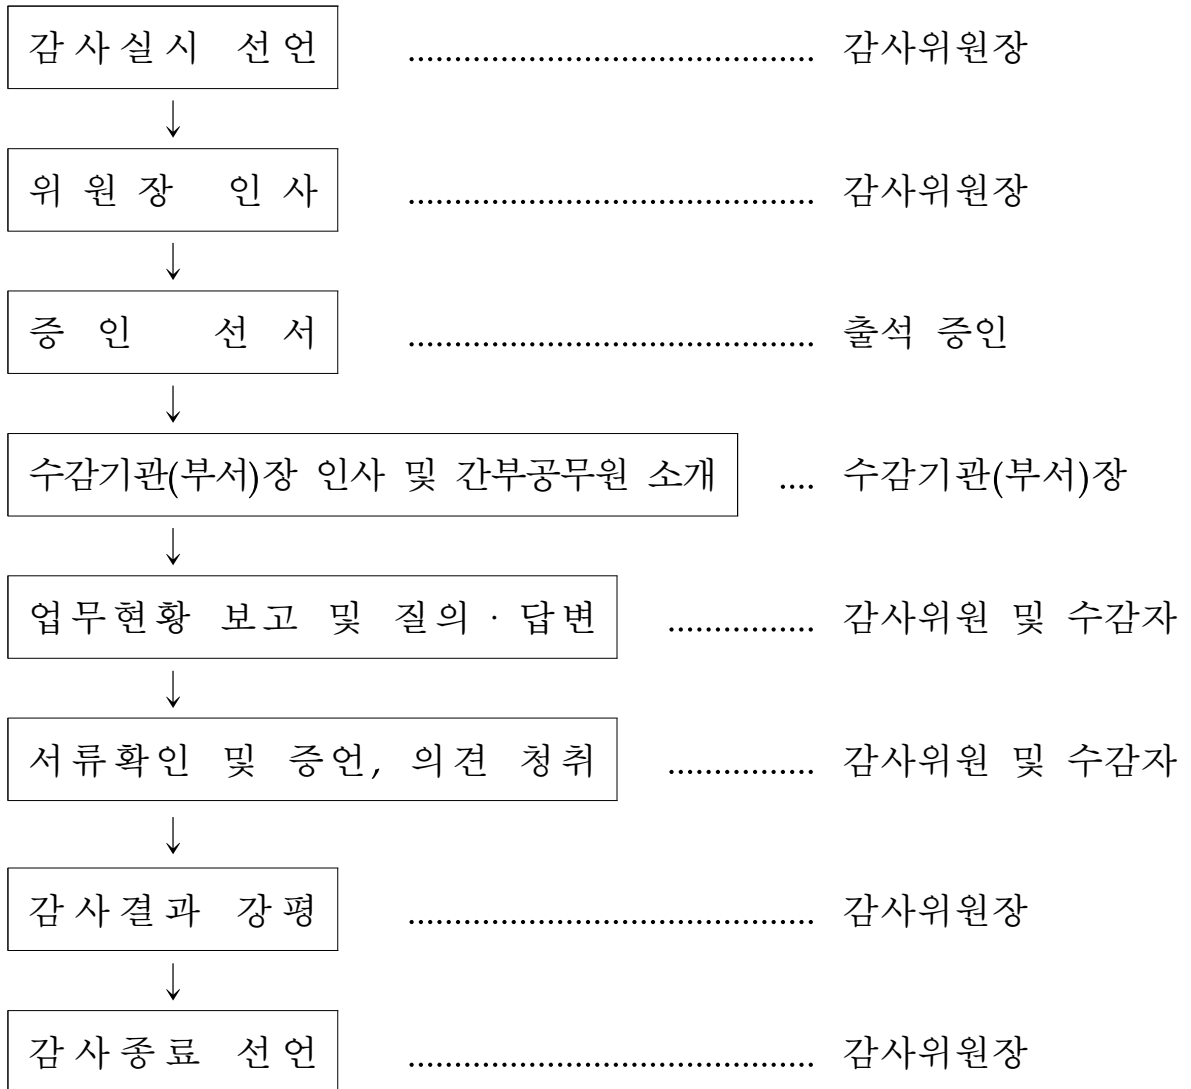 감사실시 선언 ............................................ 감사위원장
↓
위원장 인사 ............................................ 감사위원장
↓
증인 선서 ............................................ 출석 증인
↓
수감기관(부서)장 인사 및 간부공무원 소개 .... 수감기관(부서)장
↓
업무현황 보고 및 질의·답변 ................ 감사위원 및 수감자
↓
서류확인 및 증언, 의견 청취 ................ 감사위원 및 수감자
↓
감사결과 강평 ............................................ 감사위원장
↓
감사종료 선언 ............................................ 감사위원장